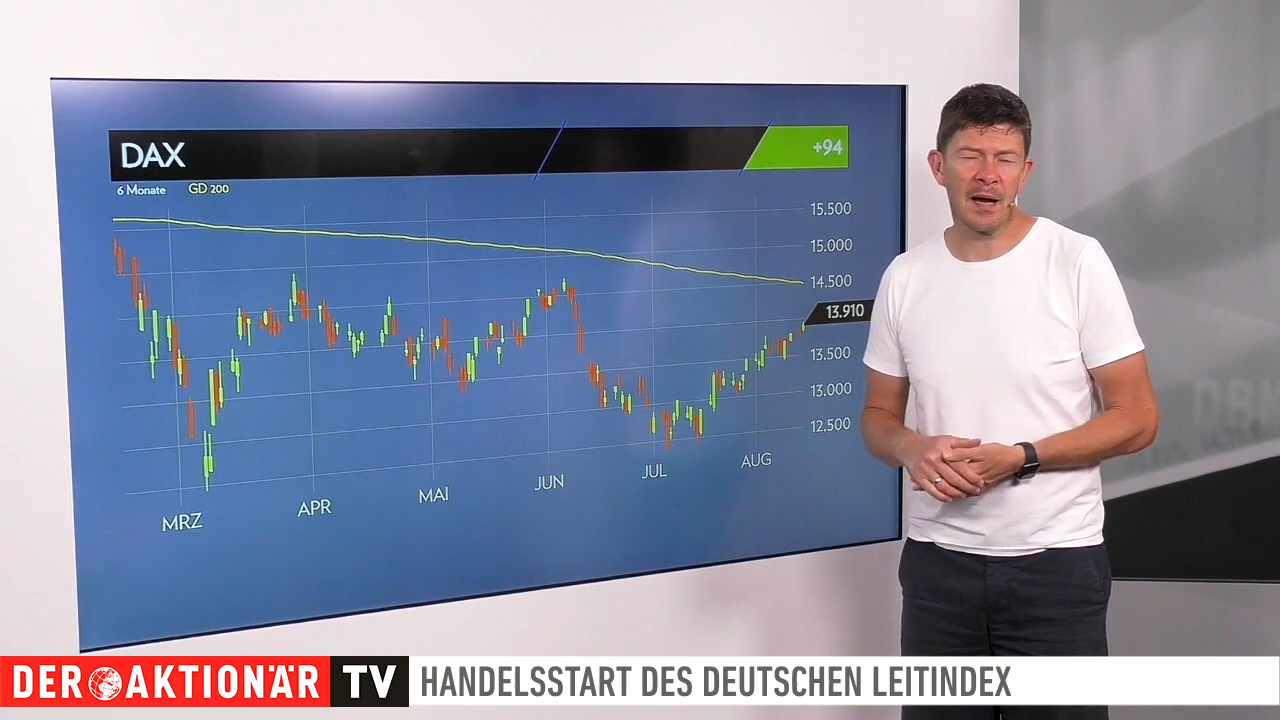 DAX
+94
6 Monate GD 200
15.500
15.000
14.500
13.910
13.500
13.000
12.500
MRZ APR MAI JUN JUL AUG
DER AKTIONÄR TV HANDELSSTART DES DEUTSCHEN LEITINDEX